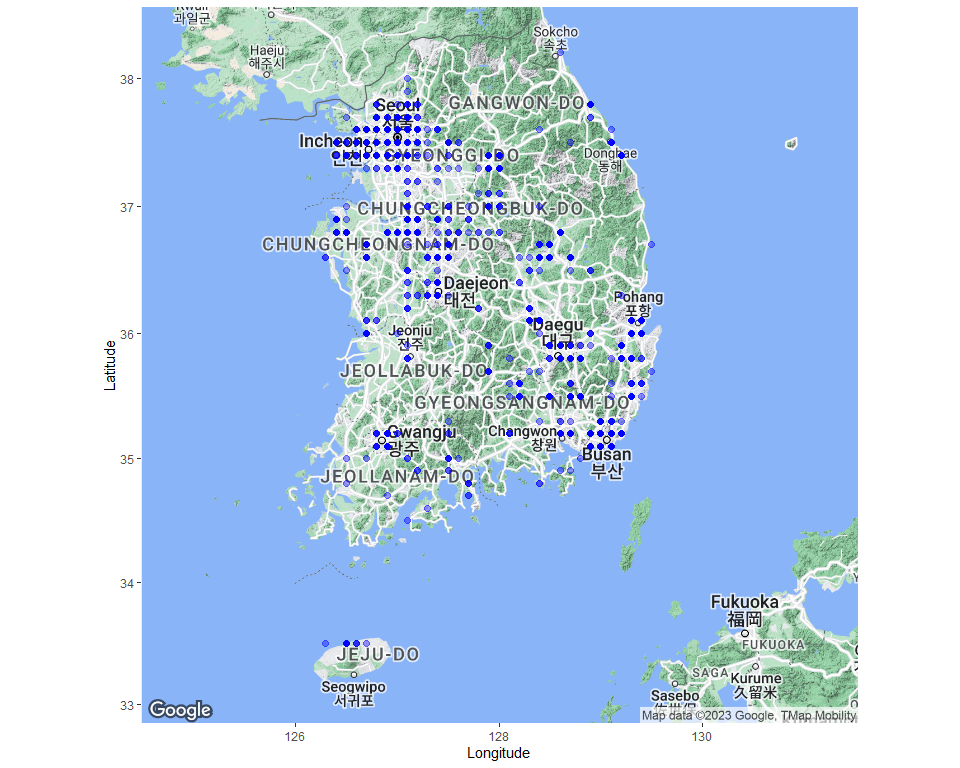 Kwail
과일군
Sokcho
속초
Haeju
해주시
38
Seoul
서울
GANGWON-DO
Incheon
인천
GYEONGGI-DO
Donghae
동해
37
CHUNGCHEONGBUK-DO
CHUNGCHEONGNAM-DO
Daejeon
대전
Pohang
포항
36
Jeonju
전주
Daegu
대구
Latitude
JEOLLABUK-DO
GYEONGSANGNAM-DO
Gwangju
광주
Changwon
창원
Busan
부산
35
JEOLLANAM-DO
34
Fukuoka
福岡
FUKUOKA
JEJU-DO
SAGA
Seogwipo
서귀포
Kurume
久留米
Sasebo
33
Google
Map data ©2023 Google, TMap Mobility
126
128
130
Longitude